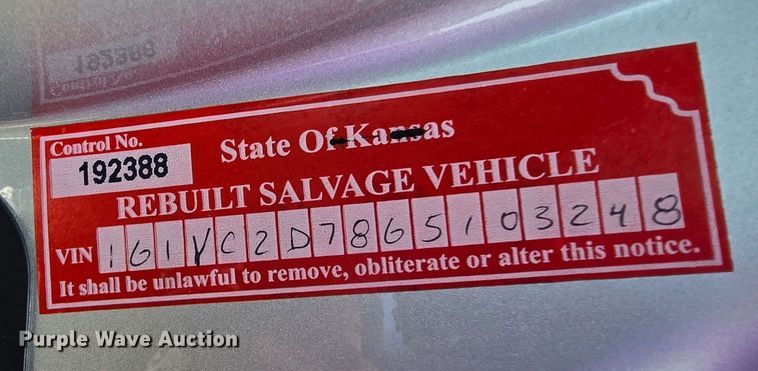 Control No.
192388
State Of Kansas
REBUILT SALVAGE VEHICLE
VIN 1G1YC2D78G5103248
It shall be unlawful to remove, obliterate or alter this notice.
Purple Wave Auction